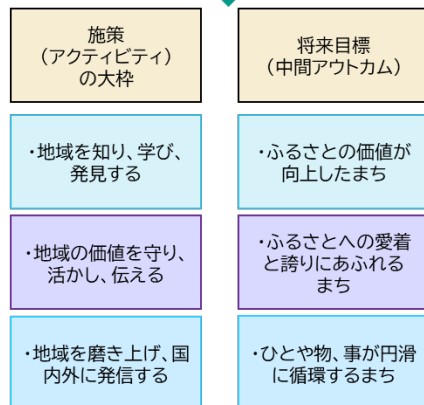 施策
（アクティビティ）
の大枠
将来目標
（中間アウトカム）
・地域を知り、学び、
発見する
・ふるさとの価値が
向上したまち
・地域の価値を守り、
活かし、伝える
・ふるさとへの愛着
と誇りにあふれる
まち
・地域を磨き上げ、国
内外に発信する
・ひとや物、事が円滑
に循環するまち